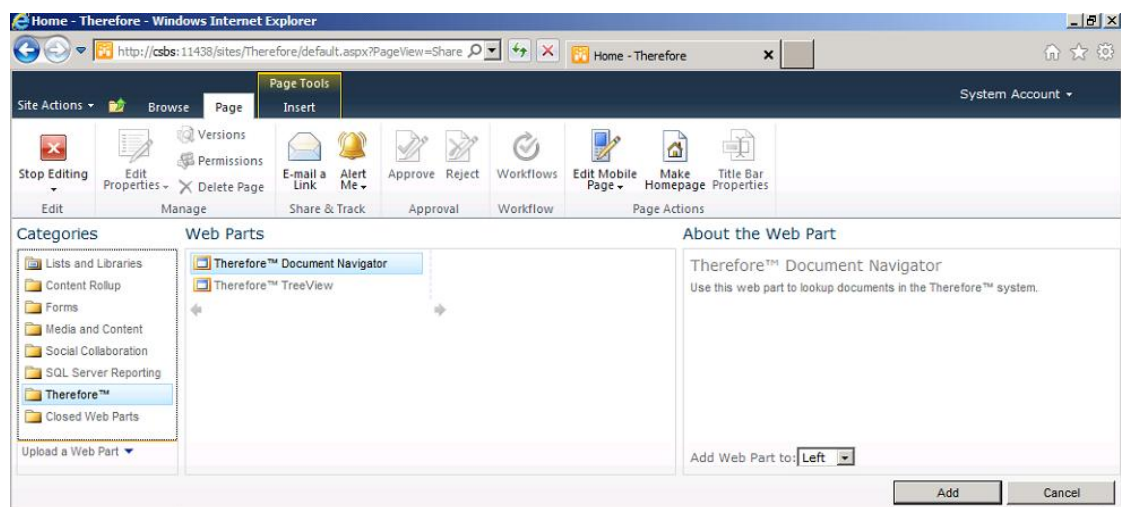 Home - Therefore - Windows Internet Explorer
http://csbs:11438/sites/Therefore/default.aspx?PageView=Share
Home - Therefore
Site Actions
Browse
Page
Page Tools
Insert
System Account
Stop Editing
Edit Properties
Versions
Permissions
Delete Page
E-mail a Link
Alert Me
Approve
Reject
Workflows
Edit Mobile Page
Make Homepage
Title Bar Properties
Edit
Manage
Share & Track
Approval
Workflow
Page Actions
Categories
Lists and Libraries
Content Rollup
Forms
Media and Content
Social Collaboration
SQL Server Reporting
Therefore™
Closed Web Parts
Upload a Web Part
Web Parts
Therefore™ Document Navigator
Therefore™ TreeView
About the Web Part
Therefore™ Document Navigator
Use this web part to lookup documents in the Therefore™ system.
Add Web Part to: Left
Add
Cancel